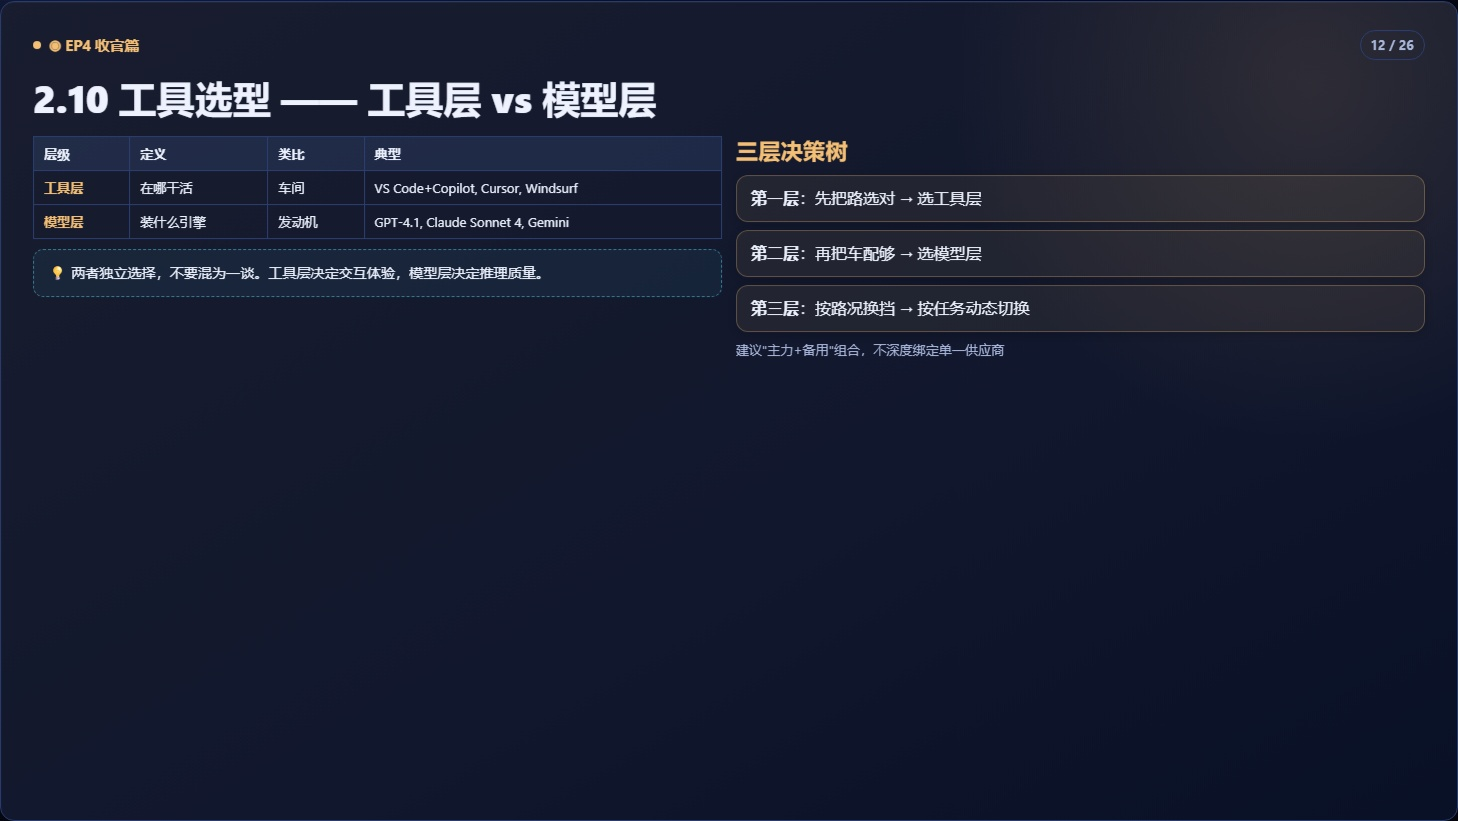 EP4 收官篇
12 / 26
2.10 工具选型 —— 工具层 vs 模型层
层级 定义 类比 典型
工具层 在哪干活 车间 VS Code+Copilot, Cursor, Windsurf
模型层 装什么引擎 发动机 GPT-4.1, Claude Sonnet 4, Gemini
💡 两者独立选择，不要混为一谈。工具层决定交互体验，模型层决定推理质量。
三层决策树
第一层：先把路选对 → 选工具层
第二层：再把车配够 → 选模型层
第三层：按路况换挡 → 按任务动态切换
建议"主力+备用"组合，不深度绑定单一供应商